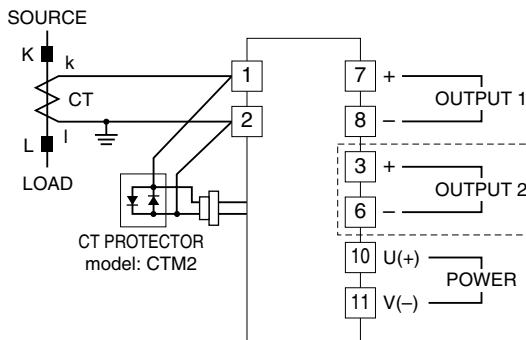 SOURCE
K
k
CT
L
l
LOAD
CT PROTECTOR
model: CTM2
1
2
7 +
8 –
OUTPUT 1
3 +
6 –
OUTPUT 2
10 U(+)
11 V(–)
POWER